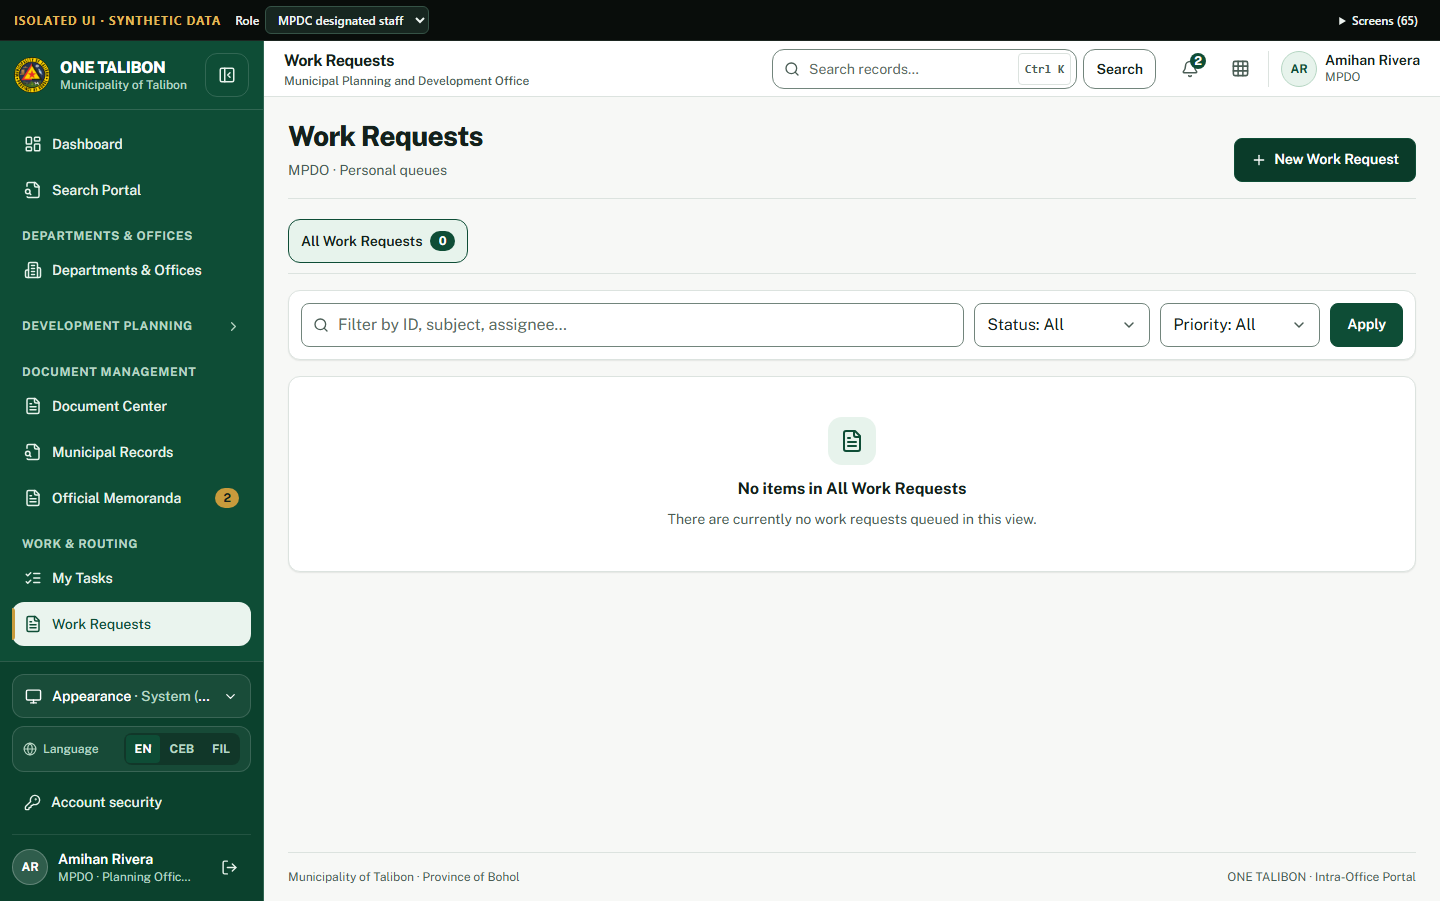 ISOLATED UI · SYNTHETIC DATA Role MPDC designated staff Screens (65)
ONE TALIBON
Municipality of Talibon
Dashboard
Search Portal
DEPARTMENTS & OFFICES
Departments & Offices
DEVELOPMENT PLANNING
DOCUMENT MANAGEMENT
Document Center
Municipal Records
Official Memoranda 2
WORK & ROUTING
My Tasks
Work Requests
Appearance · System (...
Language EN CEB FIL
Account security
AR Amihan Rivera
MPDO · Planning Offic...
Work Requests
Municipal Planning and Development Office
Search records... Ctrl K Search 2
AR Amihan Rivera
MPDO
Work Requests
MPDO · Personal queues
New Work Request
All Work Requests 0
Filter by ID, subject, assignee... Status: All Priority: All Apply
No items in All Work Requests
There are currently no work requests queued in this view.
Municipality of Talibon · Province of Bohol ONE TALIBON · Intra-Office Portal